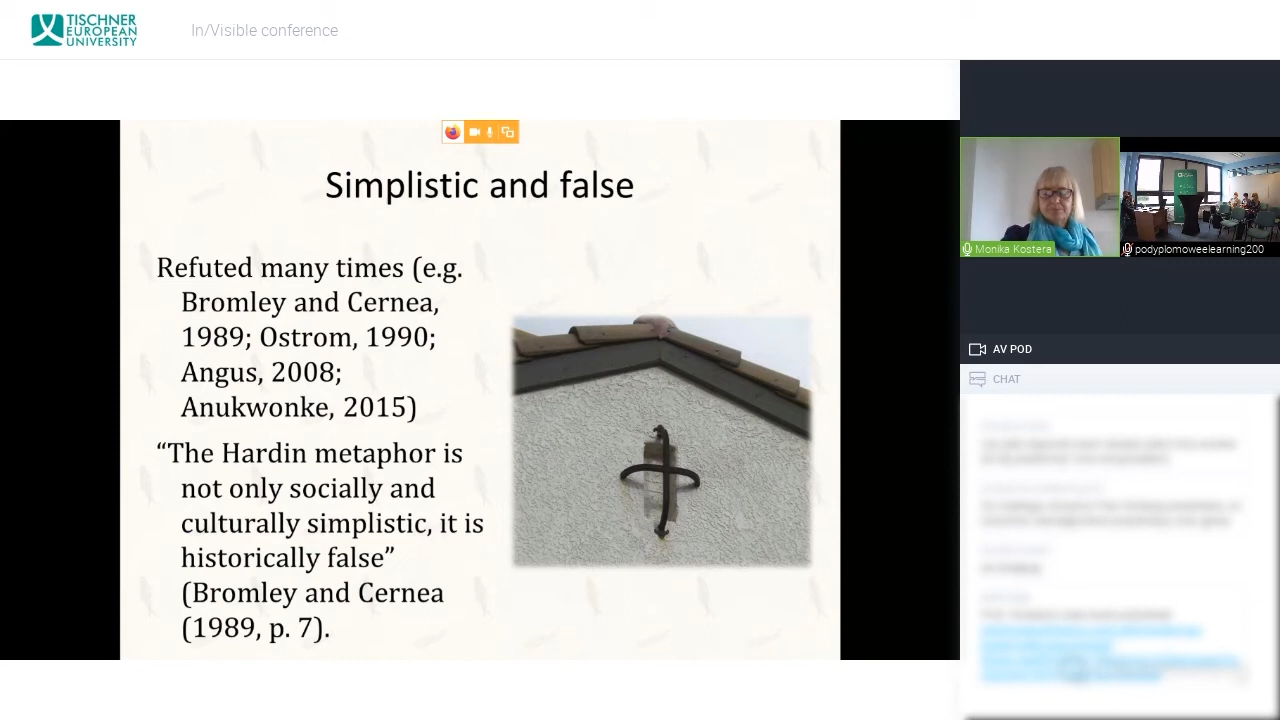 TISCHNER
EUROPEAN
UNIVERSITY
In/Visible conference
Simplistic and false
Refuted many times (e.g.
Bromley and Cernea,
1989; Ostrom, 1990;
Angus, 2008;
Anukwonke, 2015)
“The Hardin metaphor is
not only socially and
culturally simplistic, it is
historically false”
(Bromley and Cernea
(1989, p. 7).
Monika Kostera
podyplomoweelearning200
AV POD
CHAT